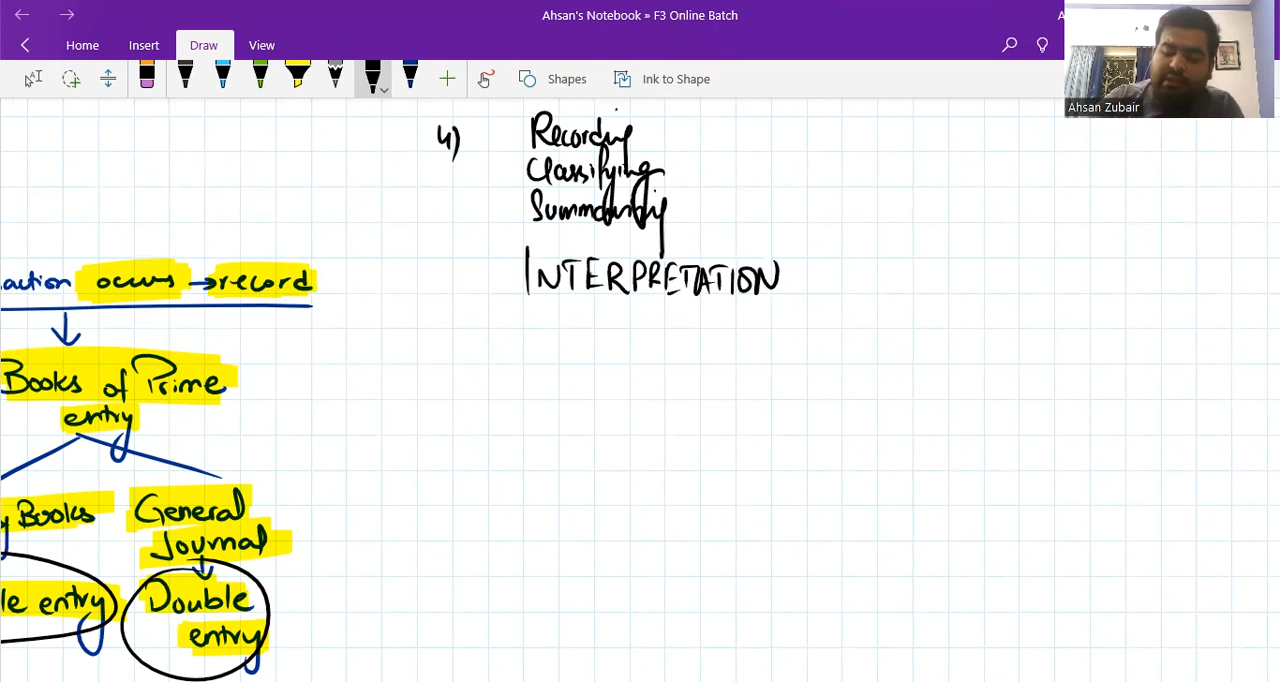 Ahsan's Notebook » F3 Online Batch
A
Home Insert Draw View
Shapes Ink to Shape
Ahsan Zubair
4) Recording
Classifying
Summarizing
INTERPRETATION
action occurs → record
Books of Prime
entry
y Books General
Journal
le entry Double
entry